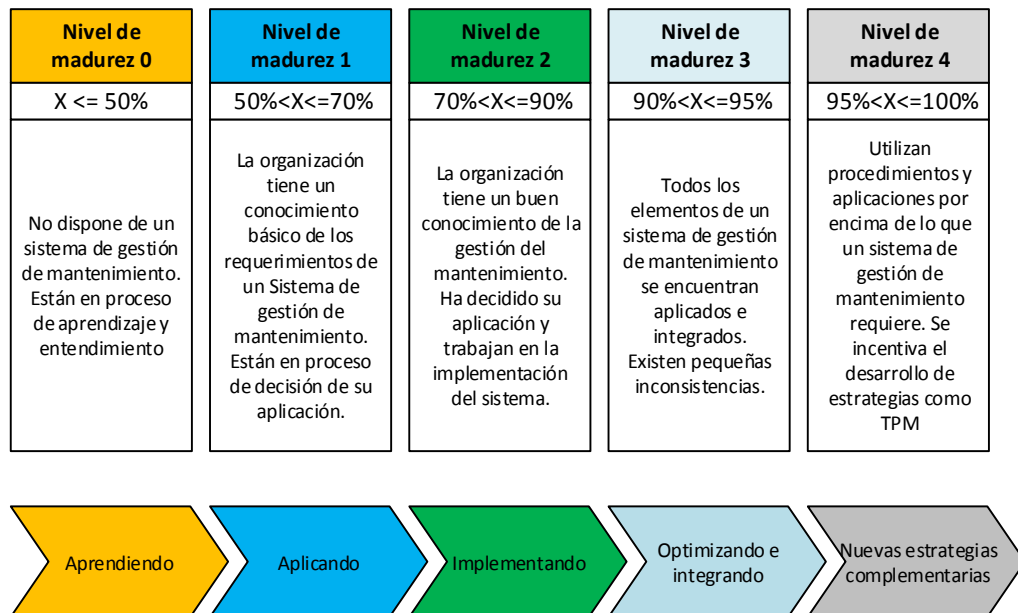 Nivel de
madurez 0
X <= 50%
No dispone de un
sistema de gestión
de mantenimiento.
Están en proceso
de aprendizaje y
entendimiento
Nivel de
madurez 1
50%<X<=70%
La organización
tiene un
conocimiento
básico de los
requerimientos de
un Sistema de
gestión de
mantenimiento.
Están en proceso
de decisión de su
aplicación.
Nivel de
madurez 2
70%<X<=90%
La organización
tiene un buen
conocimiento de la
gestión del
mantenimiento.
Ha decidido su
aplicación y
trabajan en la
implementación
del sistema.
Nivel de
madurez 3
90%<X<=95%
Todos los
elementos de un
sistema de gestión
de mantenimiento
se encuentran
aplicados e
integrados.
Existen pequeñas
inconsistencias.
Nivel de
madurez 4
95%<X<=100%
Utilizan
procedimientos y
aplicaciones por
encima de lo que
un sistema de
gestión de
mantenimiento
requiere. Se
incentiva el
desarrollo de
estrategias como
TPM
Aprendiendo
Aplicando
Implementando
Optimizando e
integrando
Nuevas estrategias
complementarias